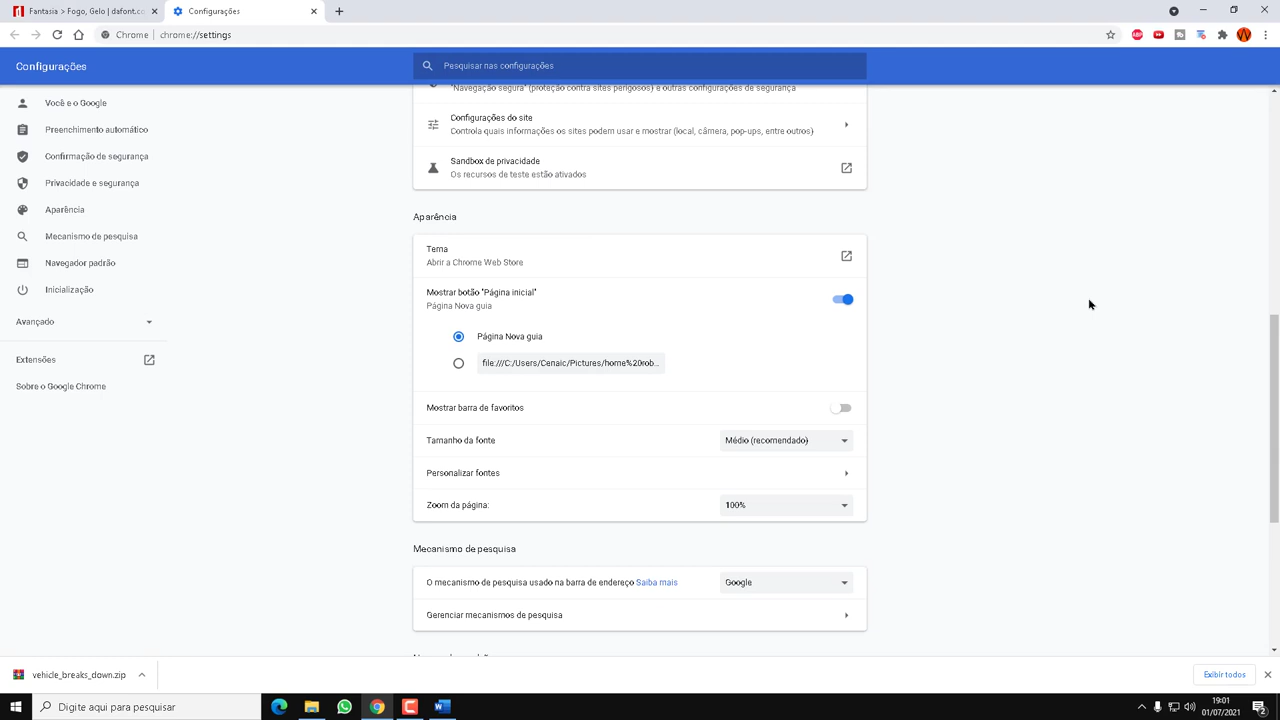 Fantasia > Fogo, Gelo | dafont.co
Configurações
Chrome | chrome://settings
ABP
W
Configurações
Pesquisar nas configurações
Você e o Google
Preenchimento automático
Confirmação de segurança
Privacidade e segurança
Aparência
Mecanismo de pesquisa
Navegador padrão
Inicialização
Avançado
Extensões
Sobre o Google Chrome
"Navegação segura" (proteção contra sites perigosos) e outras configurações de segurança
Configurações do site
Controla quais informações os sites podem usar e mostrar (local, câmera, pop-ups, entre outros)
Sandbox de privacidade
Os recursos de teste estão ativados
Aparência
Tema
Abrir a Chrome Web Store
Mostrar botão "Página inicial"
Página Nova guia
Página Nova guia
file:///C:/Users/Cenaic/Pictures/home%20rob...
Mostrar barra de favoritos
Tamanho da fonte
Médio (recomendado)
Personalizar fontes
Zoom da página:
100%
Mecanismo de pesquisa
O mecanismo de pesquisa usado na barra de endereço Saiba mais
Google
Gerenciar mecanismos de pesquisa
vehicle_breaks_down.zip
Exibir todos
Digite aqui para pesquisar
19:01
01/07/2021
2